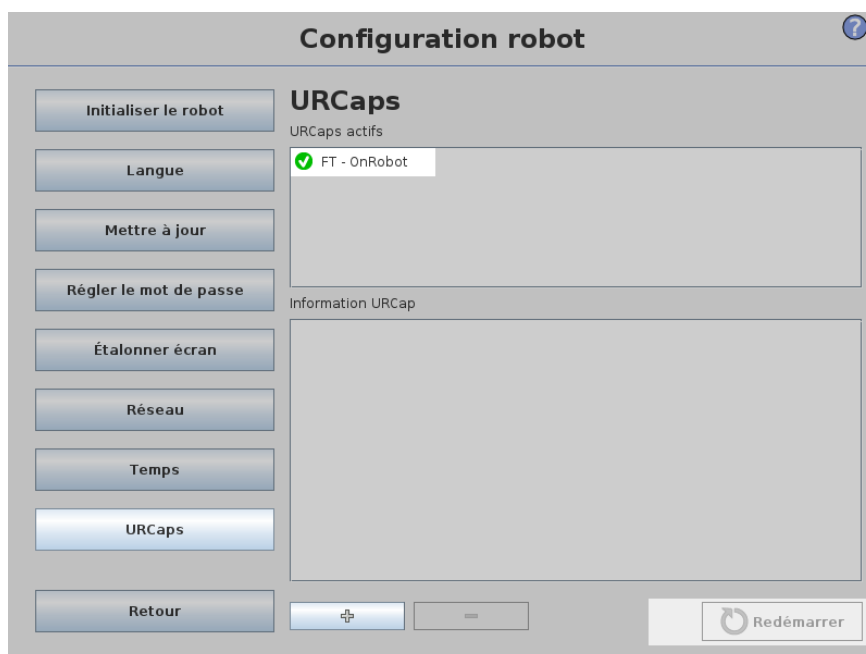 Configuration robot
?
Initialiser le robot
Langue
Mettre à jour
Régler le mot de passe
Étalonner écran
Réseau
Temps
URCaps
Retour
URCaps
URCaps actifs
FT - OnRobot
Information URCap
Redémarrer